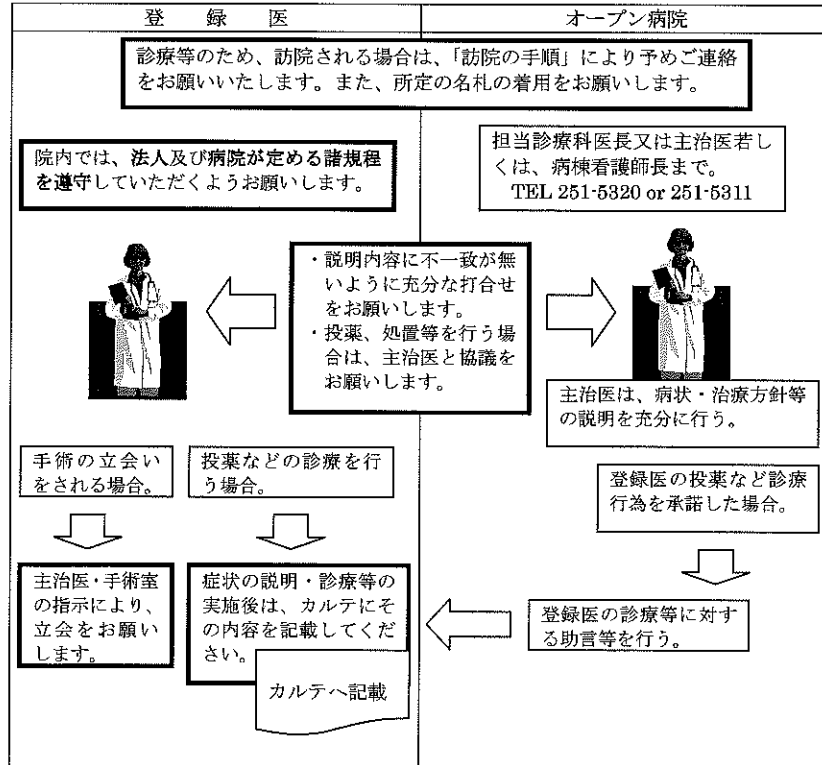 登　録　医
オープン病院
診療等のため、訪院される場合は、「訪院の手順」により予めご連絡
をお願いいたします。また、所定の名札の着用をお願いします。
院内では、法人及び病院が定める諸規程
を遵守していただくようお願いします。
担当診療科医長又は主治医若し
くは、病棟看護師長まで。
TEL 251-5320 or 251-5311
・説明内容に不一致が無
いように充分な打合せ
をお願いします。
・投薬、処置等を行う場
合は、主治医と協議を
お願いします。
主治医は、病状・治療方針等
の説明を充分に行う。
手術の立会い
をされる場合。
投薬などの診療を行
う場合。
登録医の投薬など診療
行為を承諾した場合。
主治医・手術室
の指示により、
立会をお願い
します。
症状の説明・診療等の
実施後は、カルテにそ
の内容を記載してくだ
さい。
カルテへ記載
登録医の診療等に対す
る助言等を行う。